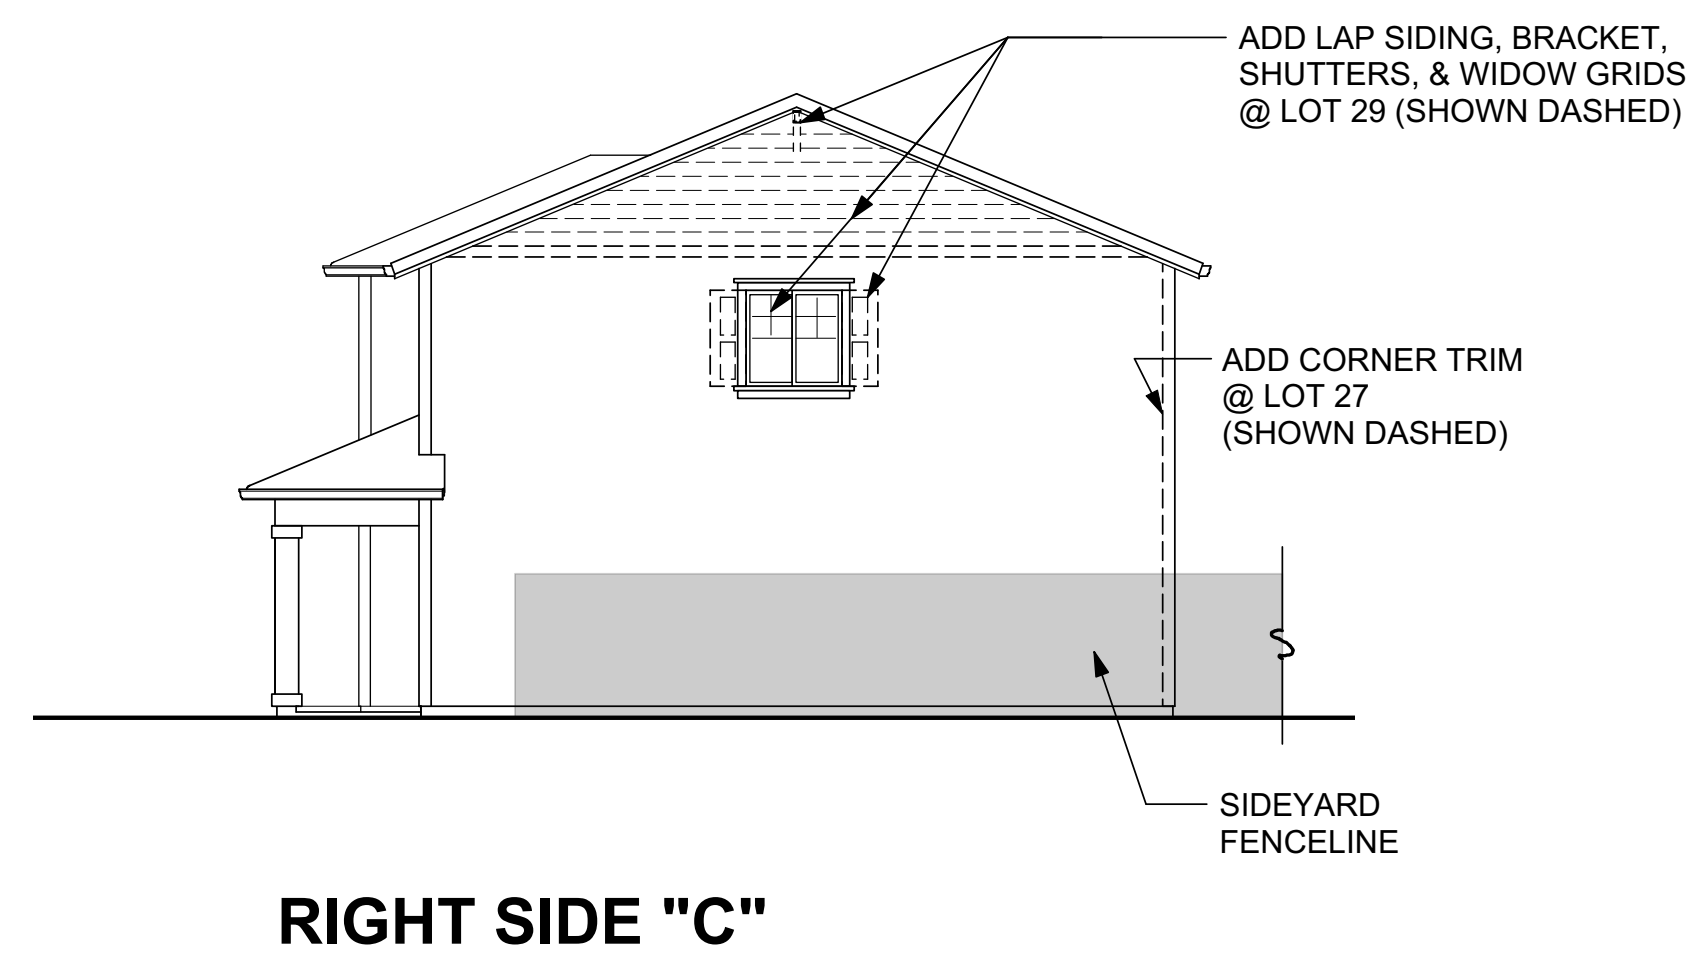 ADD LAP SIDING, BRACKET,
SHUTTERS, & WIDOW GRIDS
@ LOT 29 (SHOWN DASHED)
ADD CORNER TRIM
@ LOT 27
(SHOWN DASHED)
SIDEYARD
FENCELINE
RIGHT SIDE "C"